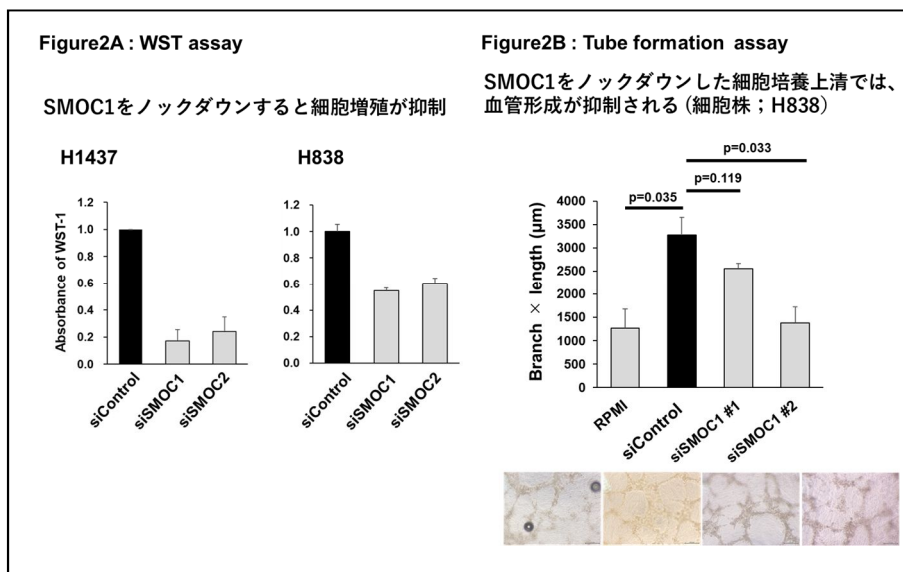 Figure2A : WST assay
SMOC1をノックダウンすると細胞増殖が抑制
H1437
H838
Absorbance of WST-1
1.2
1.0
0.8
0.6
0.4
0.2
0.0
siControl
siSMOC1
siSMOC2
1.2
1.0
0.8
0.6
0.4
0.2
0.0
siControl
siSMOC1
siSMOC2
Figure2B : Tube formation assay
SMOC1をノックダウンした細胞培養上清では、
血管形成が抑制される (細胞株；H838)
p=0.033
p=0.119
p=0.035
Branch × length (μm)
4000
3500
3000
2500
2000
1500
1000
500
0
RPMI
siControl
siSMOC1 #1
siSMOC1 #2